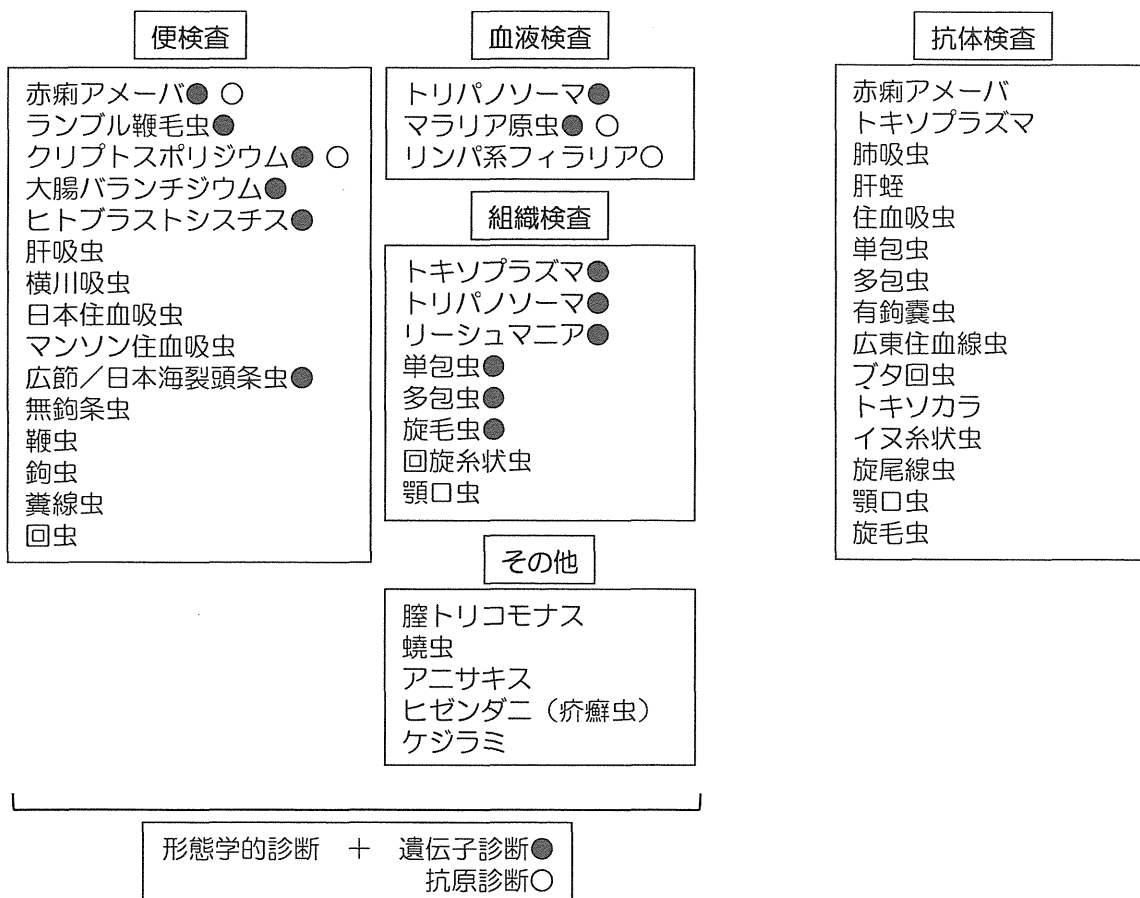 便検査
赤痢アメーバ● ○
ランブル鞭毛虫●
クリプトスポリジウム● ○
大腸バランチジウム●
ヒトブラストシスチス●
肝吸虫
横川吸虫
日本住血吸虫
マンソン住血吸虫
広節／日本海裂頭条虫●
無鉤条虫
鞭虫
鉤虫
糞線虫
回虫
血液検査
トリパノソーマ●
マラリア原虫● ○
リンパ系フィラリア○
組織検査
トキソプラズマ●
トリパノソーマ●
リーシュマニア●
単包虫●
多包虫●
旋毛虫●
回旋糸状虫
顎口虫
その他
膣トリコモナス
蟯虫
アニサキス
ヒゼンダニ（疥癬虫）
ケジラミ
抗体検査
赤痢アメーバ
トキソプラズマ
肺吸虫
肝蛭
住血吸虫
単包虫
多包虫
有鉤嚢虫
広東住血線虫
ブタ回虫
トキソカラ
イヌ糸状虫
旋尾線虫
顎口虫
旋毛虫
形態学的診断 ＋ 遺伝子診断●
抗原診断○